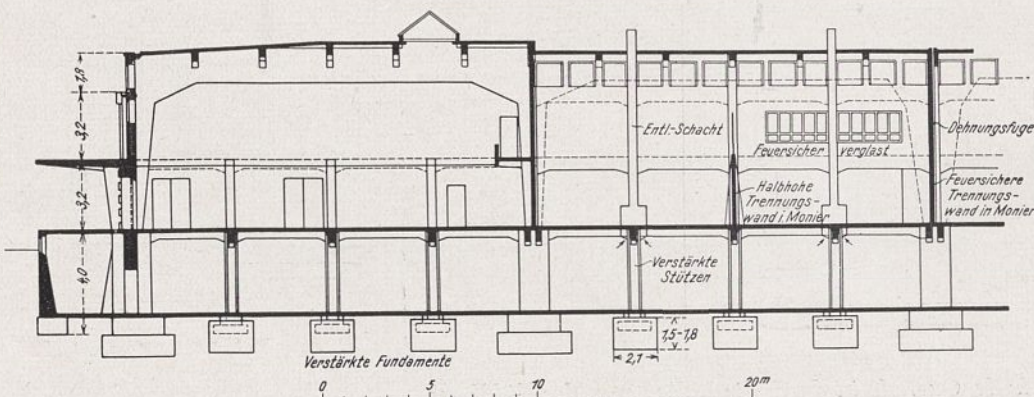 1,8
3,2
3,2
4,0
Entl.-Schacht
Feuersicher verglast
Dehnungsfuge
Halbhohe
Trennungs-
wand i Monier
Feuersichere
Trennungs-
wand in Monier
Verstärkte
Stützen
Verstärkte Fundamente
2,1
1,5-1,8
0 5 10 20m